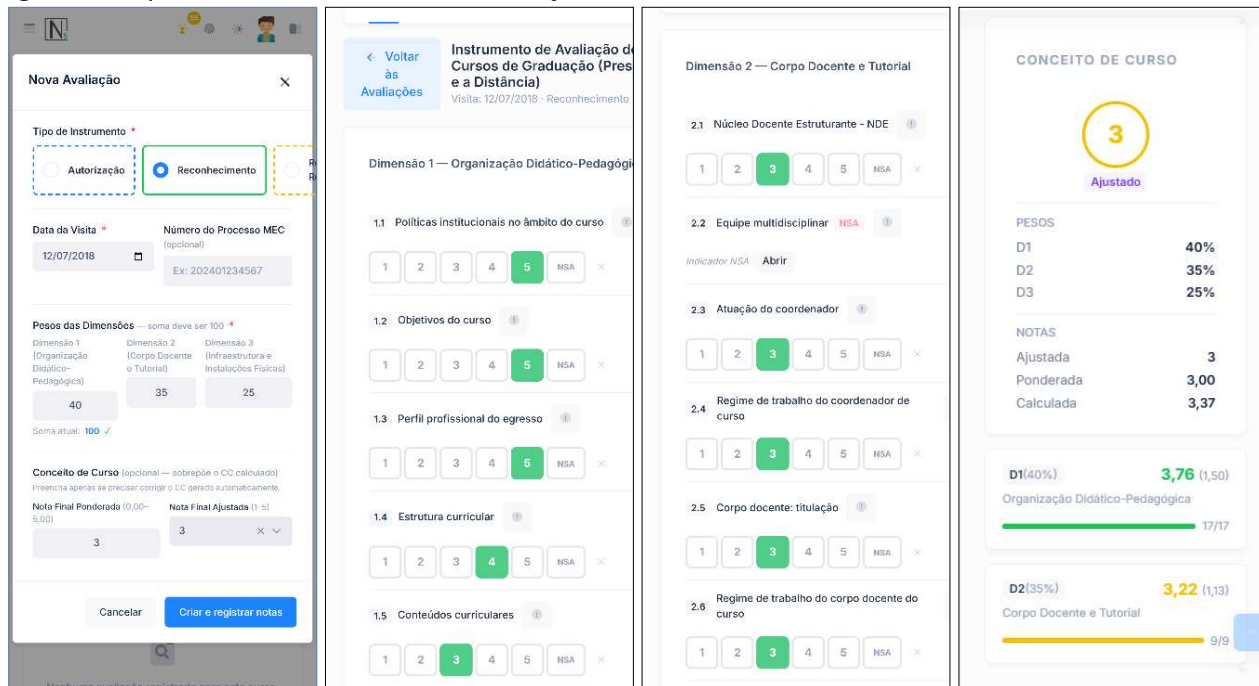 N
Nova Avaliação
Tipo de Instrumento *
Autorização
Reconhecimento
Data da Visita *
Número do Processo MEC
(opcional)
12/07/2018
Ex: 202401234567
Pesos das Dimensões — soma deve ser 100 *
Dimensão 1
(Organização
Didático-
Pedagógica)
Dimensão 2
(Corpo Docente
e Tutorial)
Dimensão 3
(Infraestrutura e
Instalações Físicas)
40
35
25
Soma atual: 100 ✓
Conceito de Curso (opcional — sobrepõe o CC calculado)
Preencha apenas se precisar corrigir o CC gerado automaticamente.
Nota Final Ponderada (0,00–
5,00)
Nota Final Ajustada (1-5)
3
3
Cancelar
Criar e registrar notas
← Voltar
às
Avaliações
Instrumento de Avaliação d
Cursos de Graduação (Pres
e a Distância)
Visita: 12/07/2018 · Reconhecimento
Dimensão 1 — Organização Didático-Pedagógi
1.1 Políticas institucionais no âmbito do curso
1 2 3 4 5 NSA ×
1.2 Objetivos do curso
1 2 3 4 5 NSA ×
1.3 Perfil profissional do egresso
1 2 3 4 5 NSA ×
1.4 Estrutura curricular
1 2 3 4 5 NSA ×
1.5 Conteúdos curriculares
1 2 3 4 5 NSA ×
Dimensão 2 — Corpo Docente e Tutorial
2.1 Núcleo Docente Estruturante - NDE
1 2 3 4 5 NSA ×
2.2 Equipe multidisciplinar NSA
Indicador NSA Abrir
2.3 Atuação do coordenador
1 2 3 4 5 NSA ×
2.4 Regime de trabalho do coordenador de
curso
1 2 3 4 5 NSA ×
2.5 Corpo docente: titulação
1 2 3 4 5 NSA ×
2.6 Regime de trabalho do corpo docente do
curso
1 2 3 4 5 NSA ×
CONCEITO DE CURSO
3
Ajustado
PESOS
D1 40%
D2 35%
D3 25%
NOTAS
Ajustada 3
Ponderada 3,00
Calculada 3,37
D1(40%) 3,76 (1,50)
Organização Didático-Pedagógica
17/17
D2(35%) 3,22 (1,13)
Corpo Docente e Tutorial
9/9